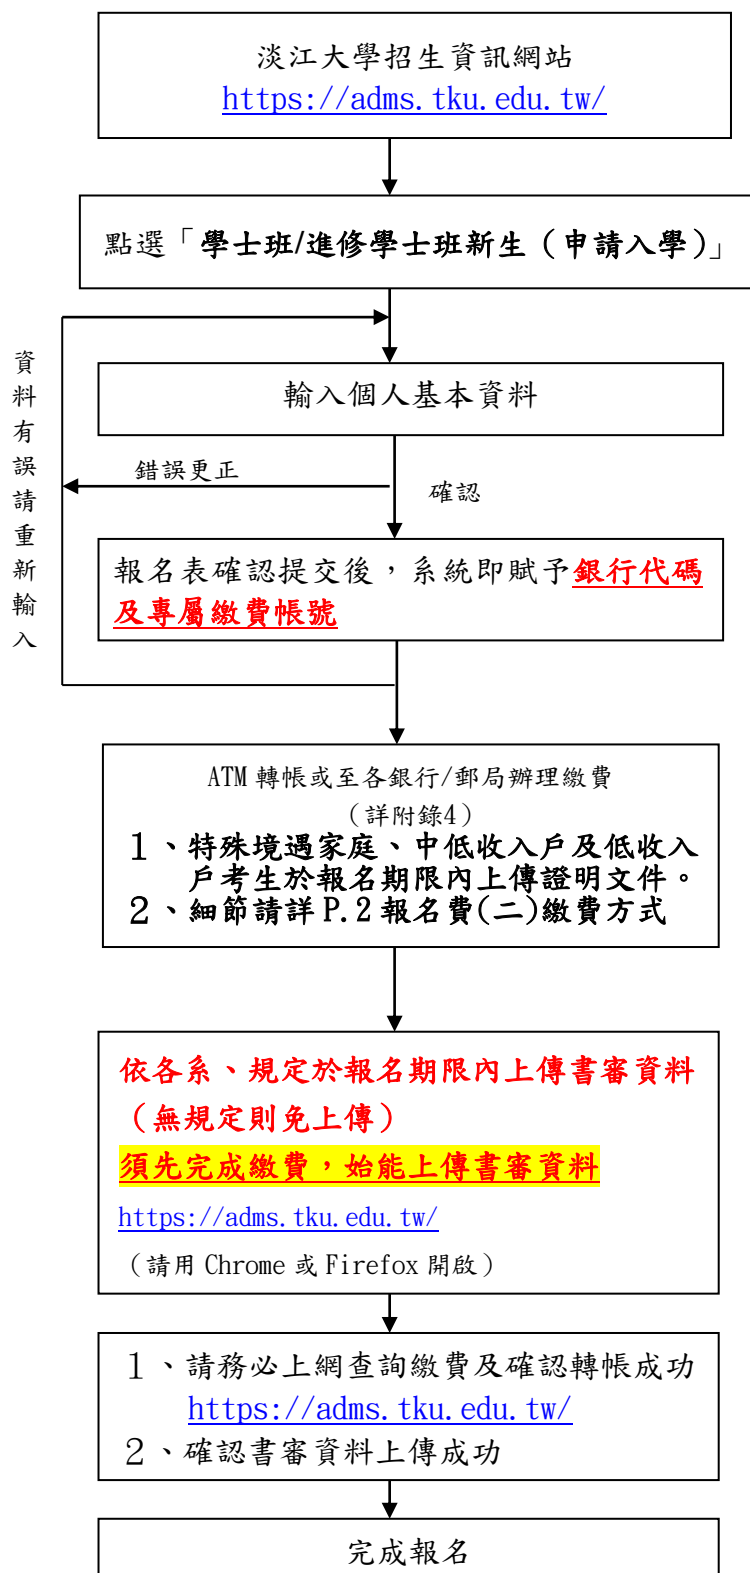 淡江大學招生資訊網站
https://adms.tku.edu.tw/
點選「學士班/進修學士班新生（申請入學）」
資料有誤請重新輸入
輸入個人基本資料
錯誤更正
確認
報名表確認提交後，系統即賦予銀行代碼
及專屬繳費帳號
ATM 轉帳或至各銀行/郵局辦理繳費
（詳附錄4）
１、特殊境遇家庭、中低收入戶及低收入
戶考生於報名期限內上傳證明文件。
２、細節請詳 P.2 報名費(二)繳費方式
依各系、規定於報名期限內上傳書審資料
（無規定則免上傳）
須先完成繳費，始能上傳書審資料
https://adms.tku.edu.tw/
（請用 Chrome 或 Firefox 開啟）
１、請務必上網查詢繳費及確認轉帳成功
https://adms.tku.edu.tw/
２、確認書審資料上傳成功
完成報名